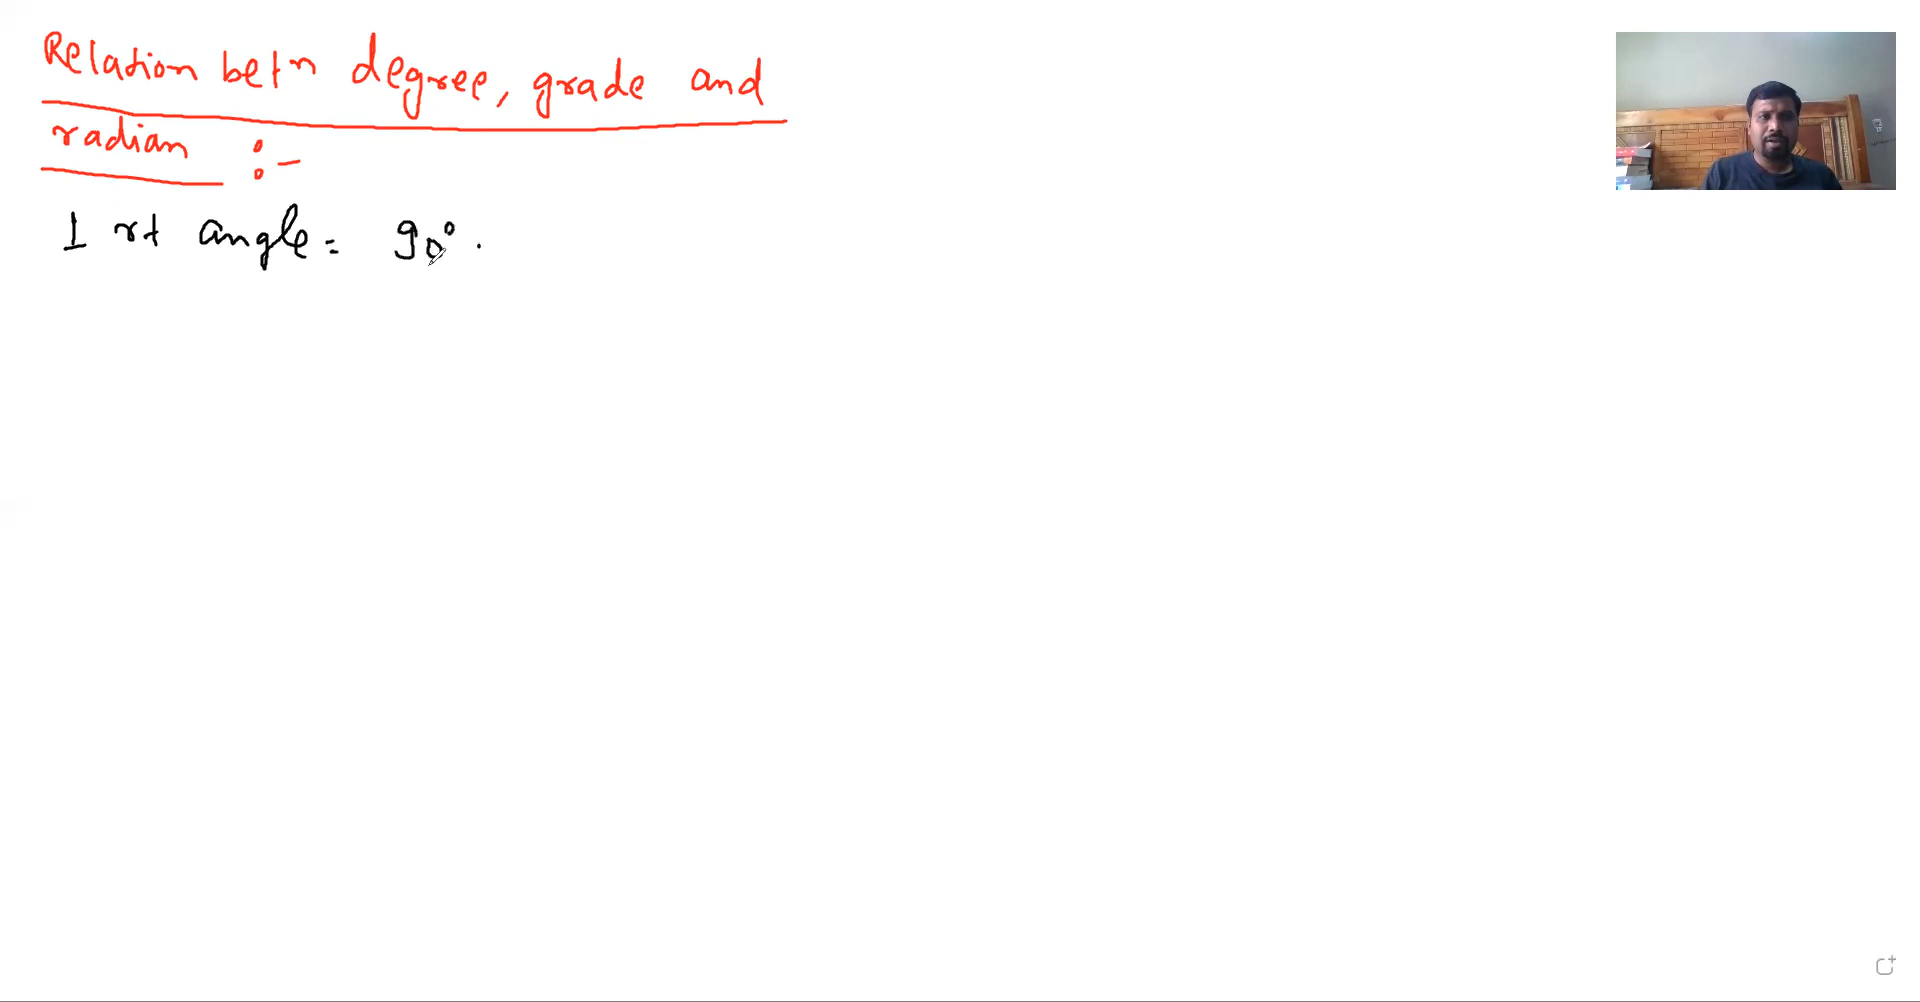 Relation betn degree, grade and
radian :-
1 rt angle = 90°.